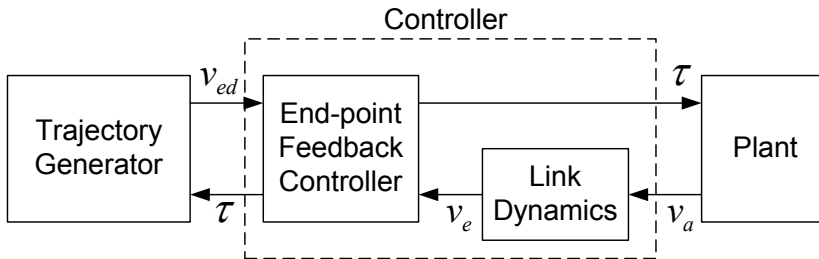 Controller
Trajectory
Generator
v_ed
End-point
Feedback
Controller
τ
Plant
τ
v_e
Link
Dynamics
v_a